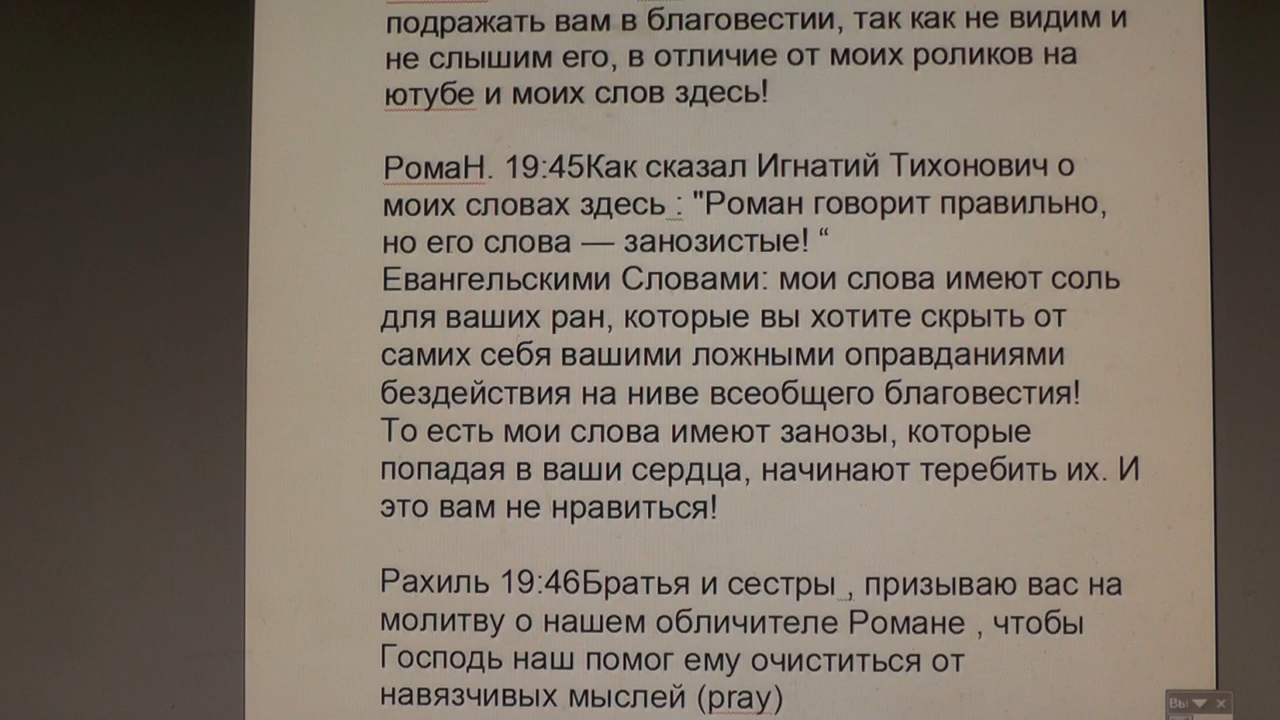 подражать вам в благовестии, так как не видим и
не слышим его, в отличие от моих роликов на
ютубе и моих слов здесь!
РомаН. 19:45Как сказал Игнатий Тихонович о
моих словах здесь : "Роман говорит правильно,
но его слова — занозистые! “
Евангельскими Словами: мои слова имеют соль
для ваших ран, которые вы хотите скрыть от
самих себя вашими ложными оправданиями
бездействия на ниве всеобщего благовестия!
То есть мои слова имеют занозы, которые
попадая в ваши сердца, начинают теребить их. И
это вам не нравиться!
Рахиль 19:46Братья и сестры , призываю вас на
молитву о нашем обличителе Романе , чтобы
Господь наш помог ему очиститься от
навязчивых мыслей (pray)